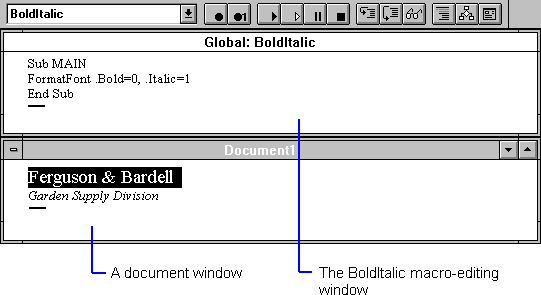 BoldItalic
Global: BoldItalic
Sub MAIN
FormatFont .Bold=0, .Italic=1
End Sub
Document1
Ferguson & Bardell
Garden Supply Division
A document window
The BoldItalic macro-editing
window